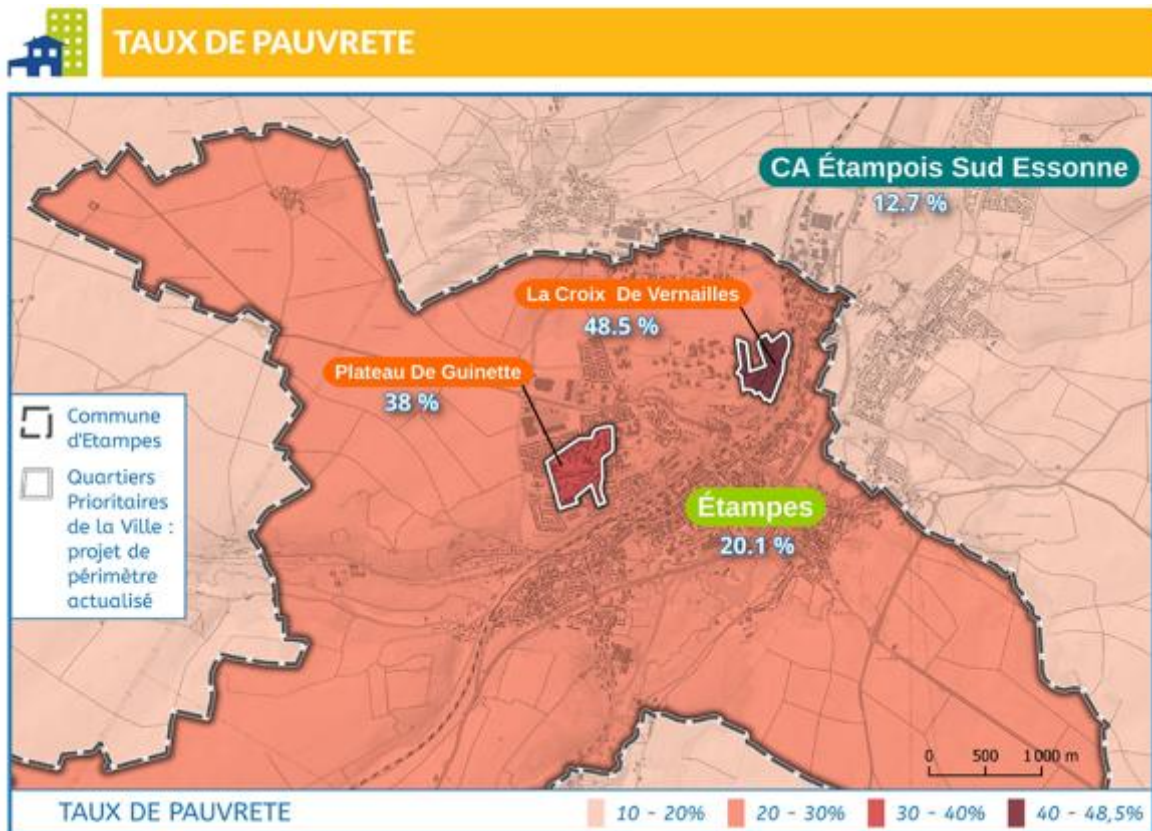 TAUX DE PAUVRETE
CA Étampois Sud Essonne
12.7 %
La Croix De Vernailles
48.5 %
Plateau De Guinette
38 %
Étampes
20.1 %
Commune
d'Etampes
Quartiers
Prioritaires
de la Ville :
projet de
périmètre
actualisé
0 500 1 000 m
TAUX DE PAUVRETE 10 - 20% 20 - 30% 30 - 40% 40 - 48,5%